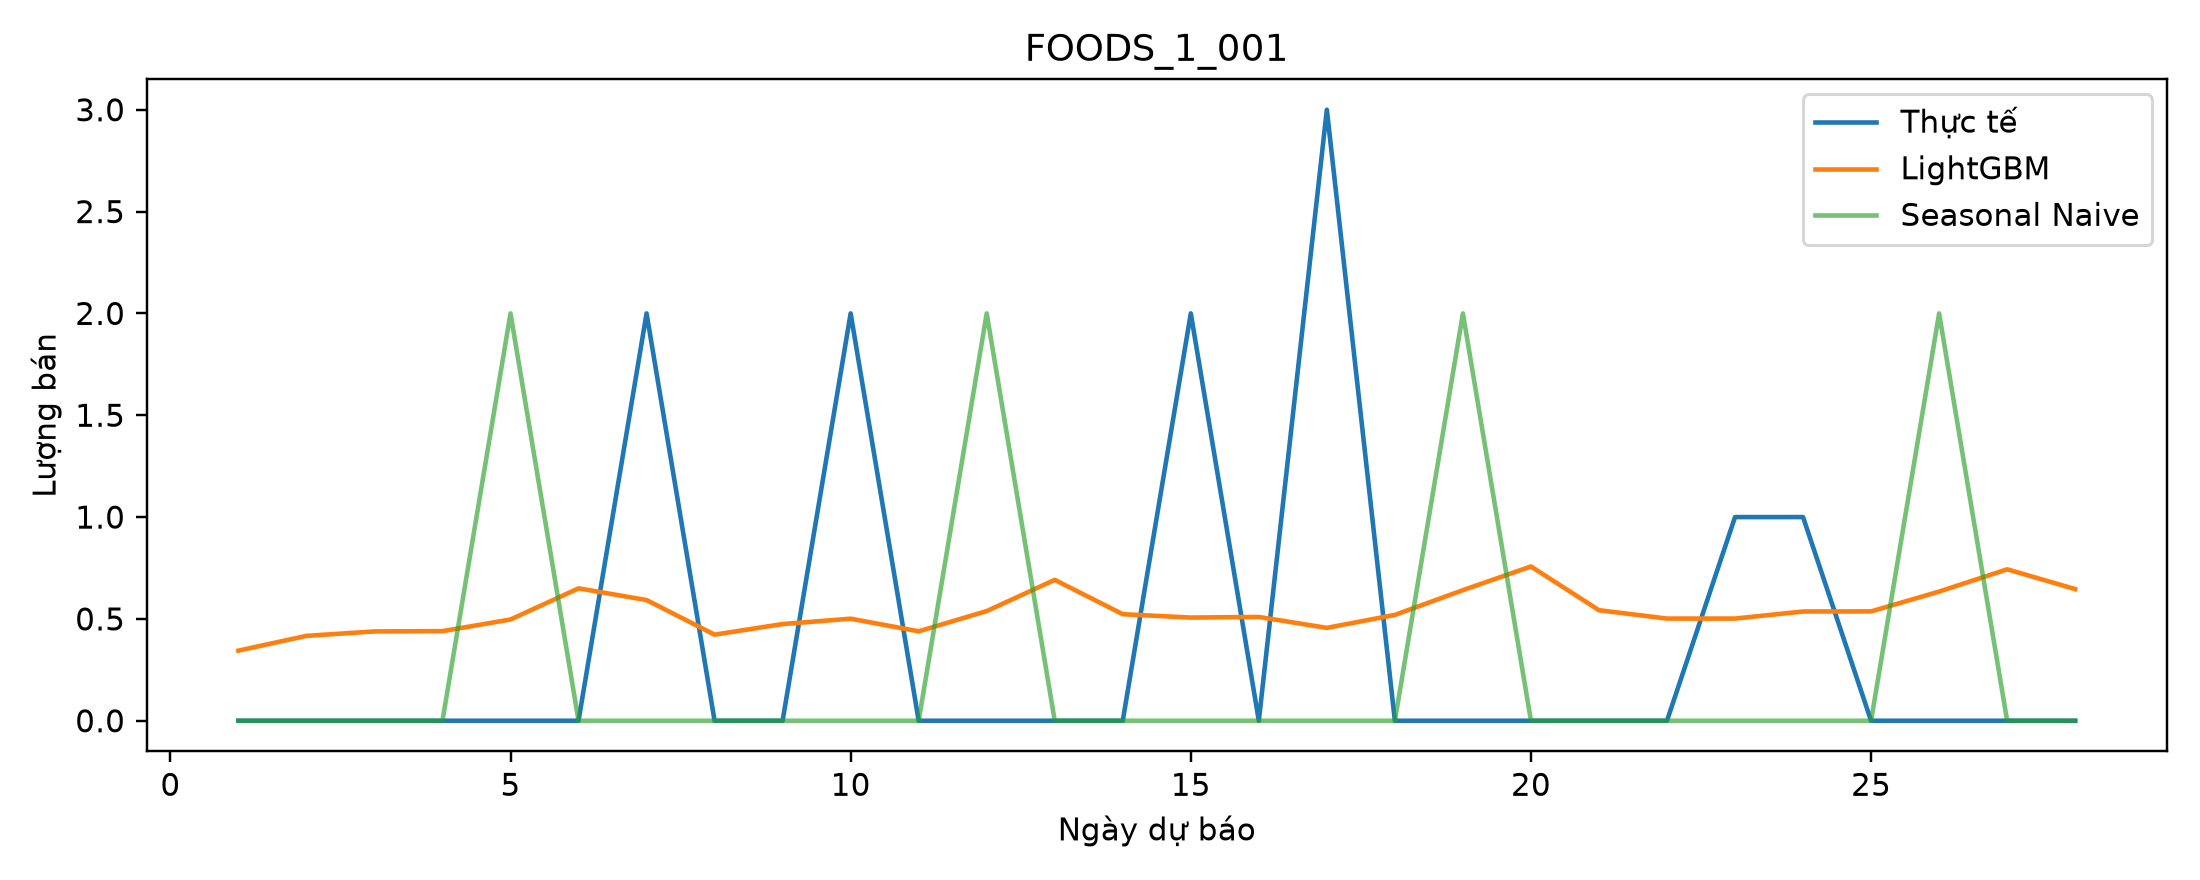 FOODS_1_001
Thực tế
LightGBM
Seasonal Naive
Lượng bán
3.0
2.5
2.0
1.5
1.0
0.5
0.0
0 5 10 15 20 25
Ngày dự báo